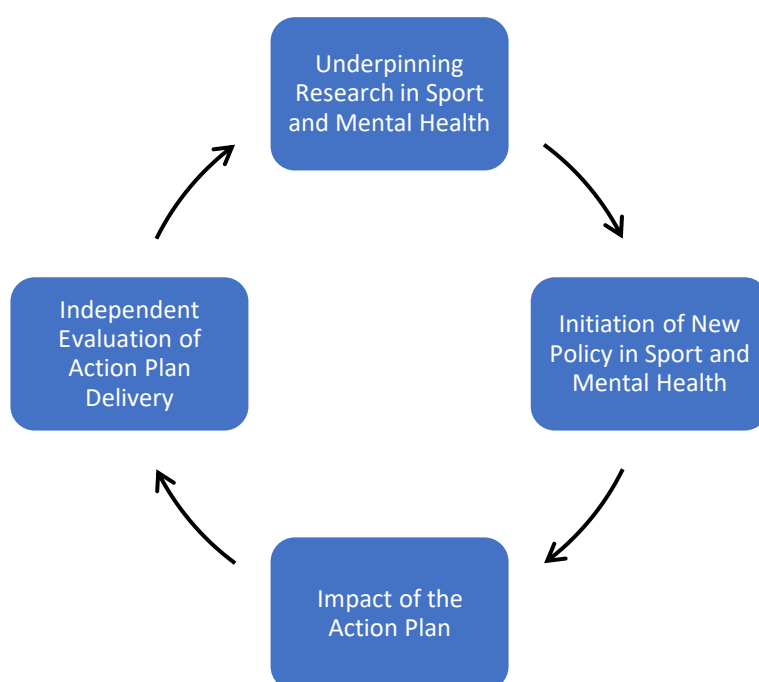 Underpinning
Research in Sport
and Mental Health
Initiation of New
Policy in Sport and
Mental Health
Impact of the
Action Plan
Independent
Evaluation of
Action Plan
Delivery